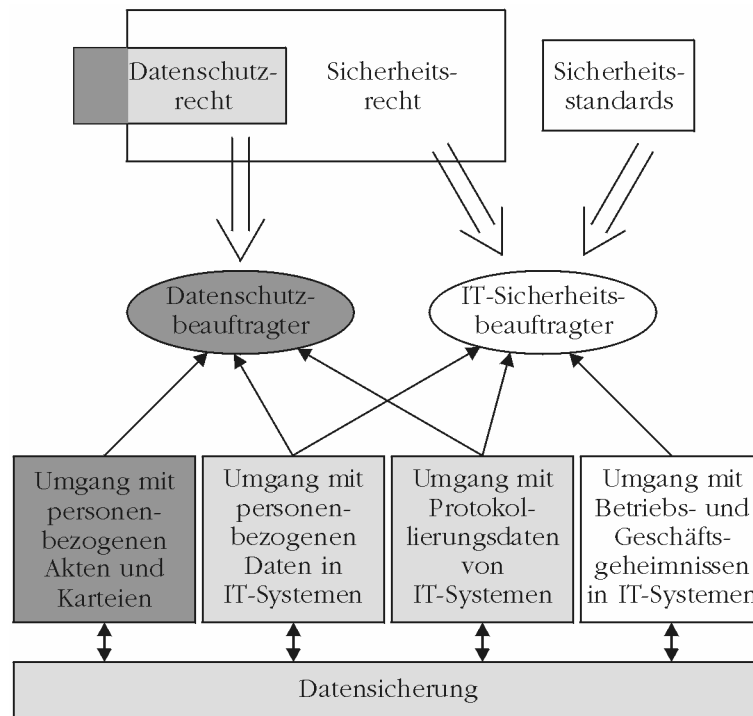 Datenschutz-
recht
Sicherheits-
recht
Sicherheits-
standards
Datenschutz-
beauftragter
IT-Sicherheits-
beauftragter
Umgang mit
personen-
bezogenen
Akten und
Karteien
Umgang mit
personen-
bezogenen
Daten in
IT-Systemen
Umgang mit
Protokol-
lierungsdaten
von
IT-Systemen
Umgang mit
Betriebs- und
Geschäfts-
geheimnissen
in IT-Systemen
Datensicherung